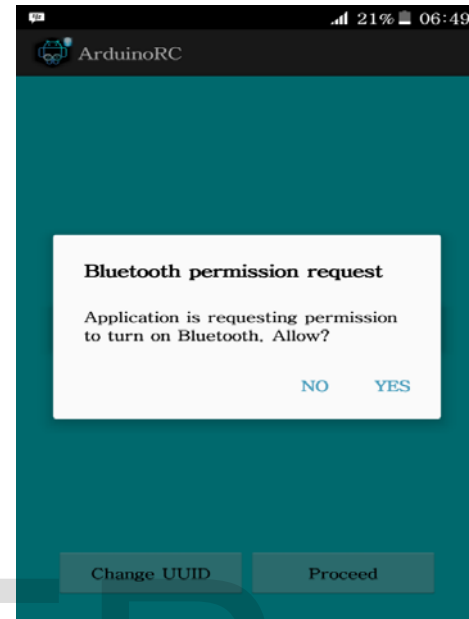 21% 06:49
ArduinoRC
Bluetooth permission request
Application is requesting permission
to turn on Bluetooth, Allow?
NO YES
Change UUID Proceed